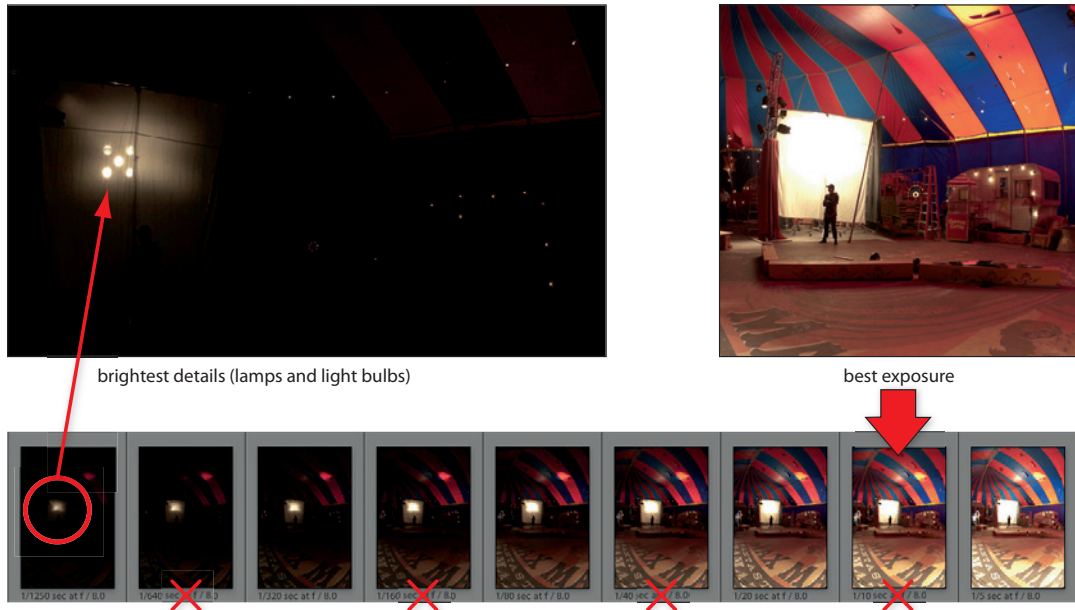 brightest details (lamps and light bulbs)
best exposure
1/1250 sec at f / 8.0
1/640 sec at f / 8.0
1/320 sec at f / 8.0
1/160 sec at f / 8.0
1/80 sec at f / 8.0
1/40 sec at f / 8.0
1/20 sec at f / 8.0
1/10 sec at f / 8.0
1/5 sec at f / 8.0